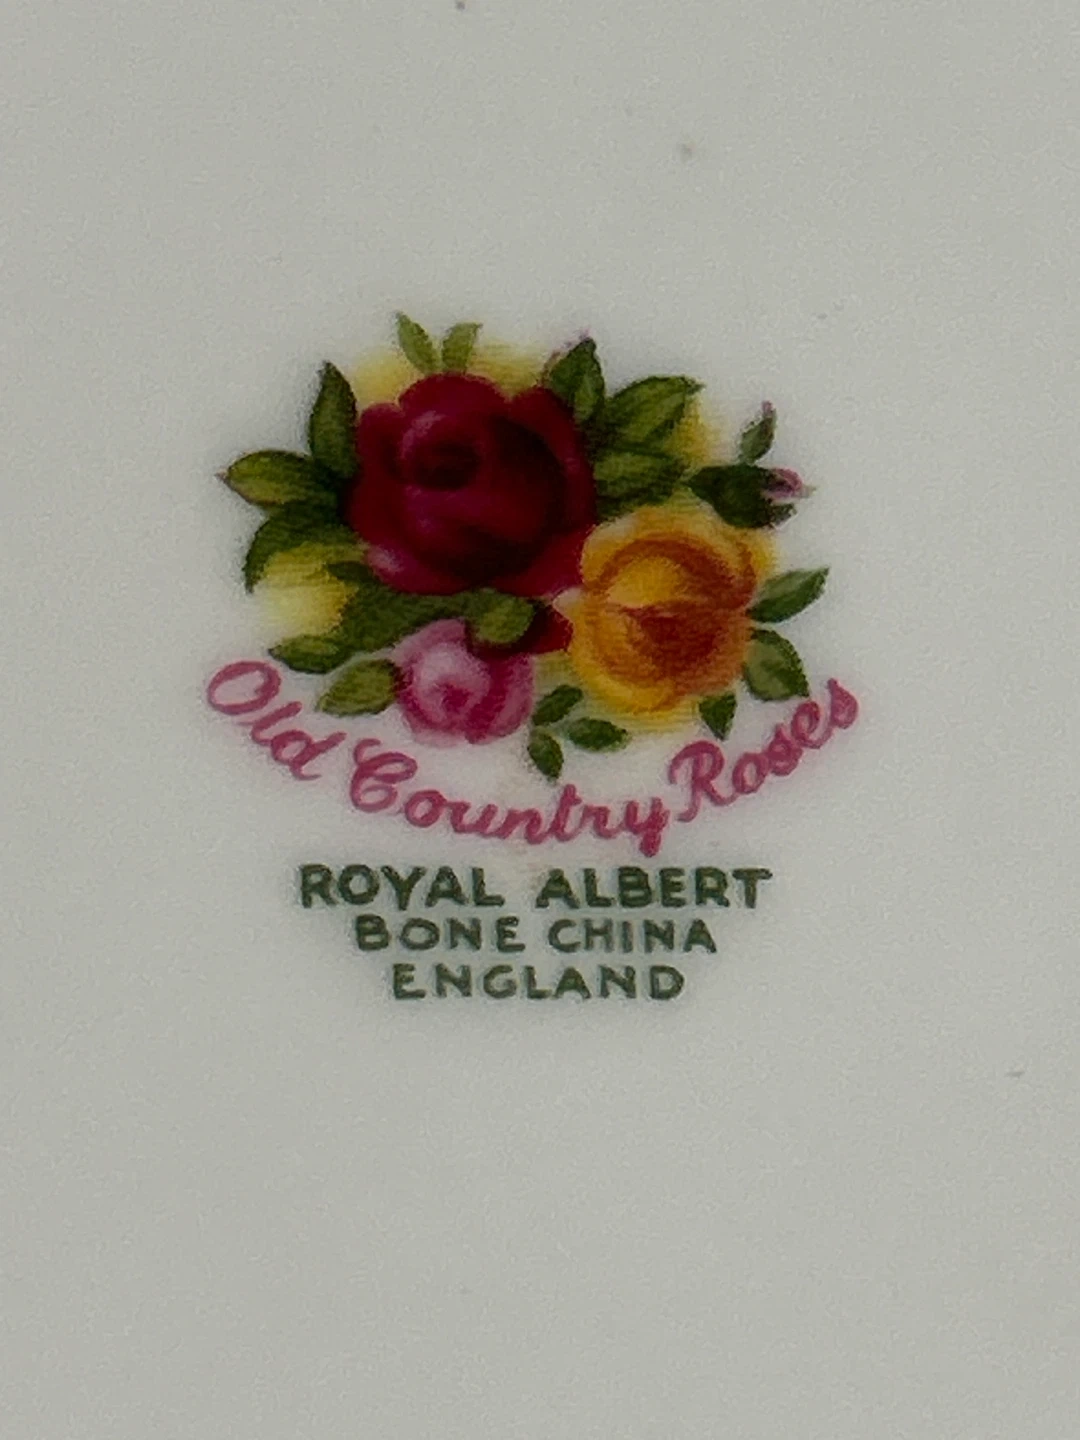 Old Country Roses
ROYAL ALBERT
BONE CHINA
ENGLAND